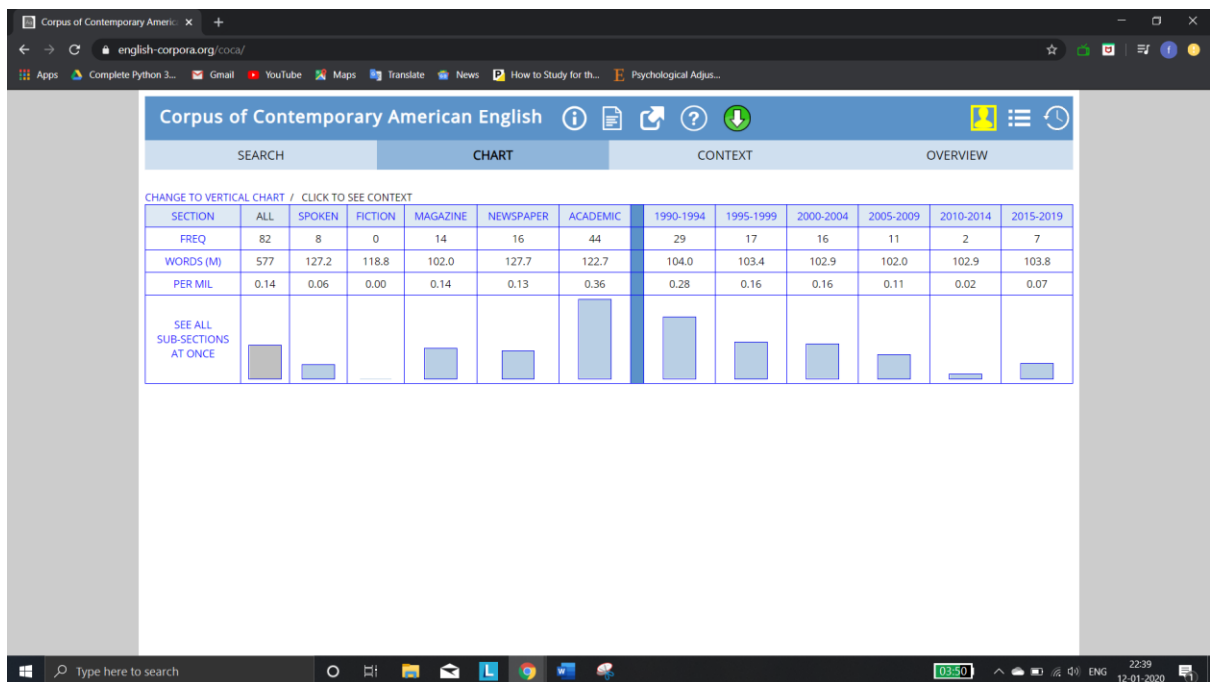 Corpus of Contemporary Americ
english-corpora.org/coca/
Apps Complete Python 3... Gmail YouTube Maps Translate News How to Study for th... Psychological Adjus...
Corpus of Contemporary American English
SEARCH CHART CONTEXT OVERVIEW
CHANGE TO VERTICAL CHART / CLICK TO SEE CONTEXT
SECTION ALL SPOKEN FICTION MAGAZINE NEWSPAPER ACADEMIC 1990-1994 1995-1999 2000-2004 2005-2009 2010-2014 2015-2019
FREQ 82 8 0 14 16 44 29 17 16 11 2 7
WORDS (M) 577 127.2 118.8 102.0 127.7 122.7 104.0 103.4 102.9 102.0 102.9 103.8
PER MIL 0.14 0.06 0.00 0.14 0.13 0.36 0.28 0.16 0.16 0.11 0.02 0.07
SEE ALL
SUB-SECTIONS
AT ONCE
Type here to search 03:50 ENG 22:39
12-01-2020